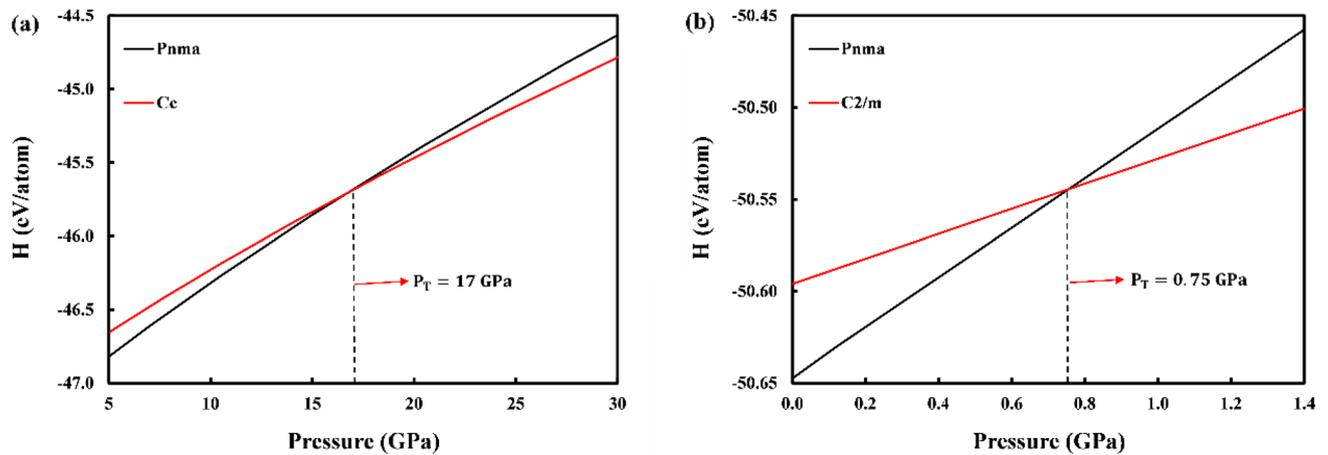 (a)
-44.5
-45.0
-45.5
-46.0
-46.5
-47.0
H (eV/atom)
Pnma
Cc
P_T = 17 GPa
5 10 15 20 25 30
Pressure (GPa)
(b)
-50.45
-50.50
-50.55
-50.60
-50.65
H (eV/atom)
Pnma
C2/m
P_T = 0.75 GPa
0.0 0.2 0.4 0.6 0.8 1.0 1.2 1.4
Pressure (GPa)